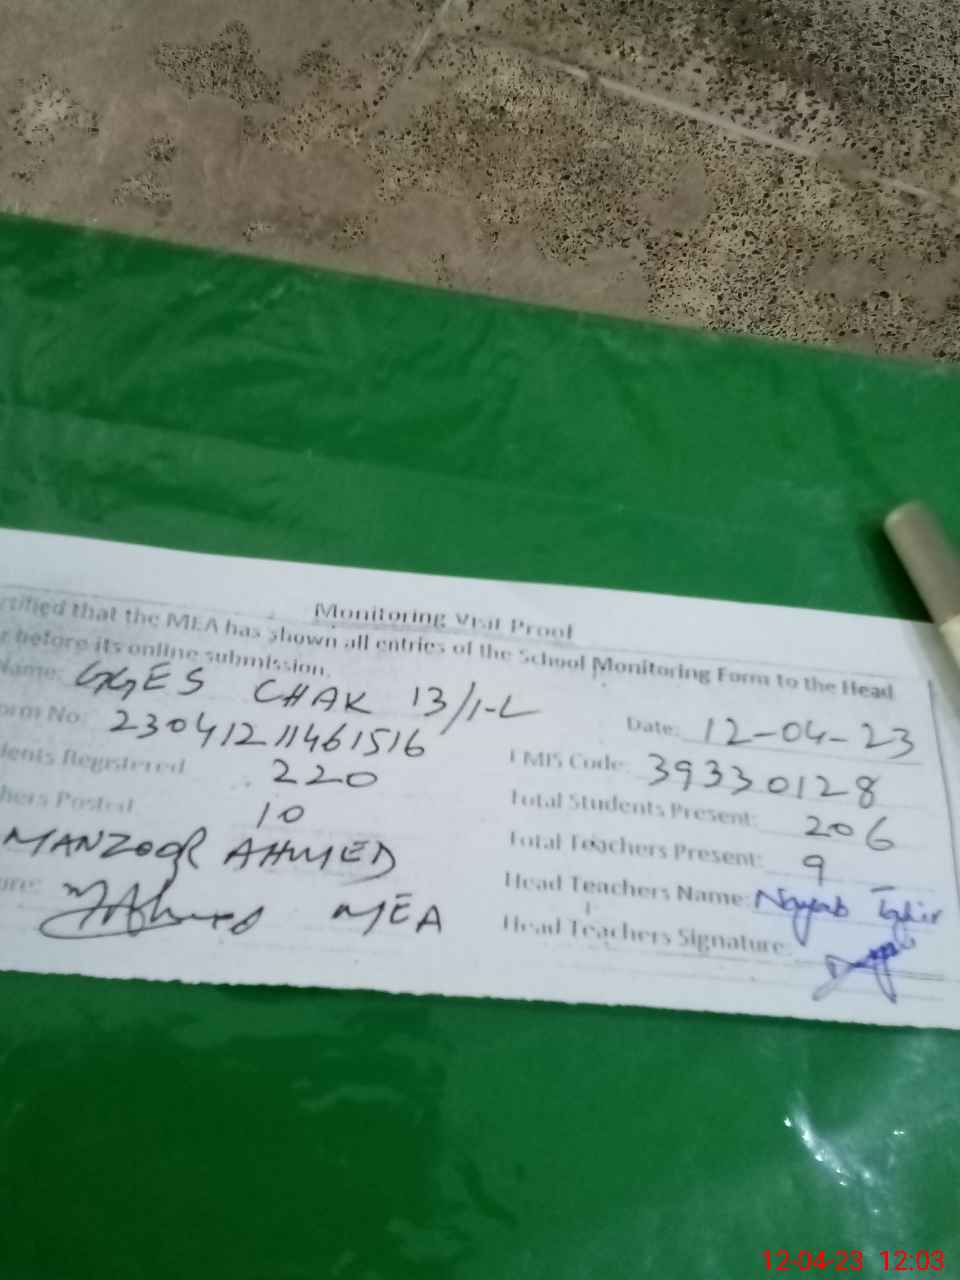 Monitoring Visit Proof
rtified that the MEA has shown all entries of the School Monitoring Form to the Head
r before its online submission.
Name: GGES CHAK 13/1-L
Date: 12-04-23
orm No: 23041211461516
EMIS Code: 39330128
dents Registered 220
Total Students Present: 206
hers Posted 10
Total Teachers Present: 9
MANZOOR AHMED
Head Teachers Name:
ure: MEA
Head Teachers Signature:
12-04-23 12:03